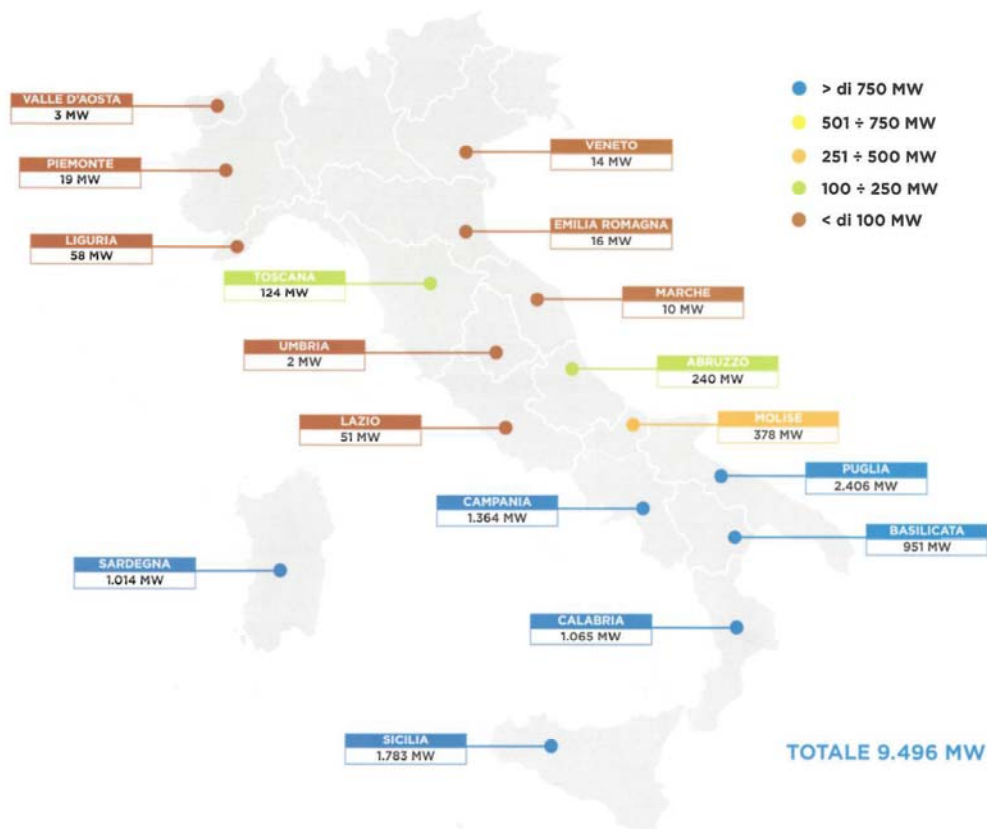 VALLE D'AOSTA
3 MW
PIEMONTE
19 MW
LIGURIA
58 MW
TOSCANA
124 MW
UMBRIA
2 MW
LAZIO
51 MW
VENETO
14 MW
EMILIA ROMAGNA
16 MW
MARCHE
10 MW
ABRUZZO
240 MW
MOLISE
378 MW
PUGLIA
2.406 MW
CAMPANIA
1.364 MW
BASILICATA
951 MW
SARDEGNA
1.014 MW
CALABRIA
1.065 MW
SICILIA
1.783 MW
> di 750 MW
501 ÷ 750 MW
251 ÷ 500 MW
100 ÷ 250 MW
< di 100 MW
TOTALE 9.496 MW